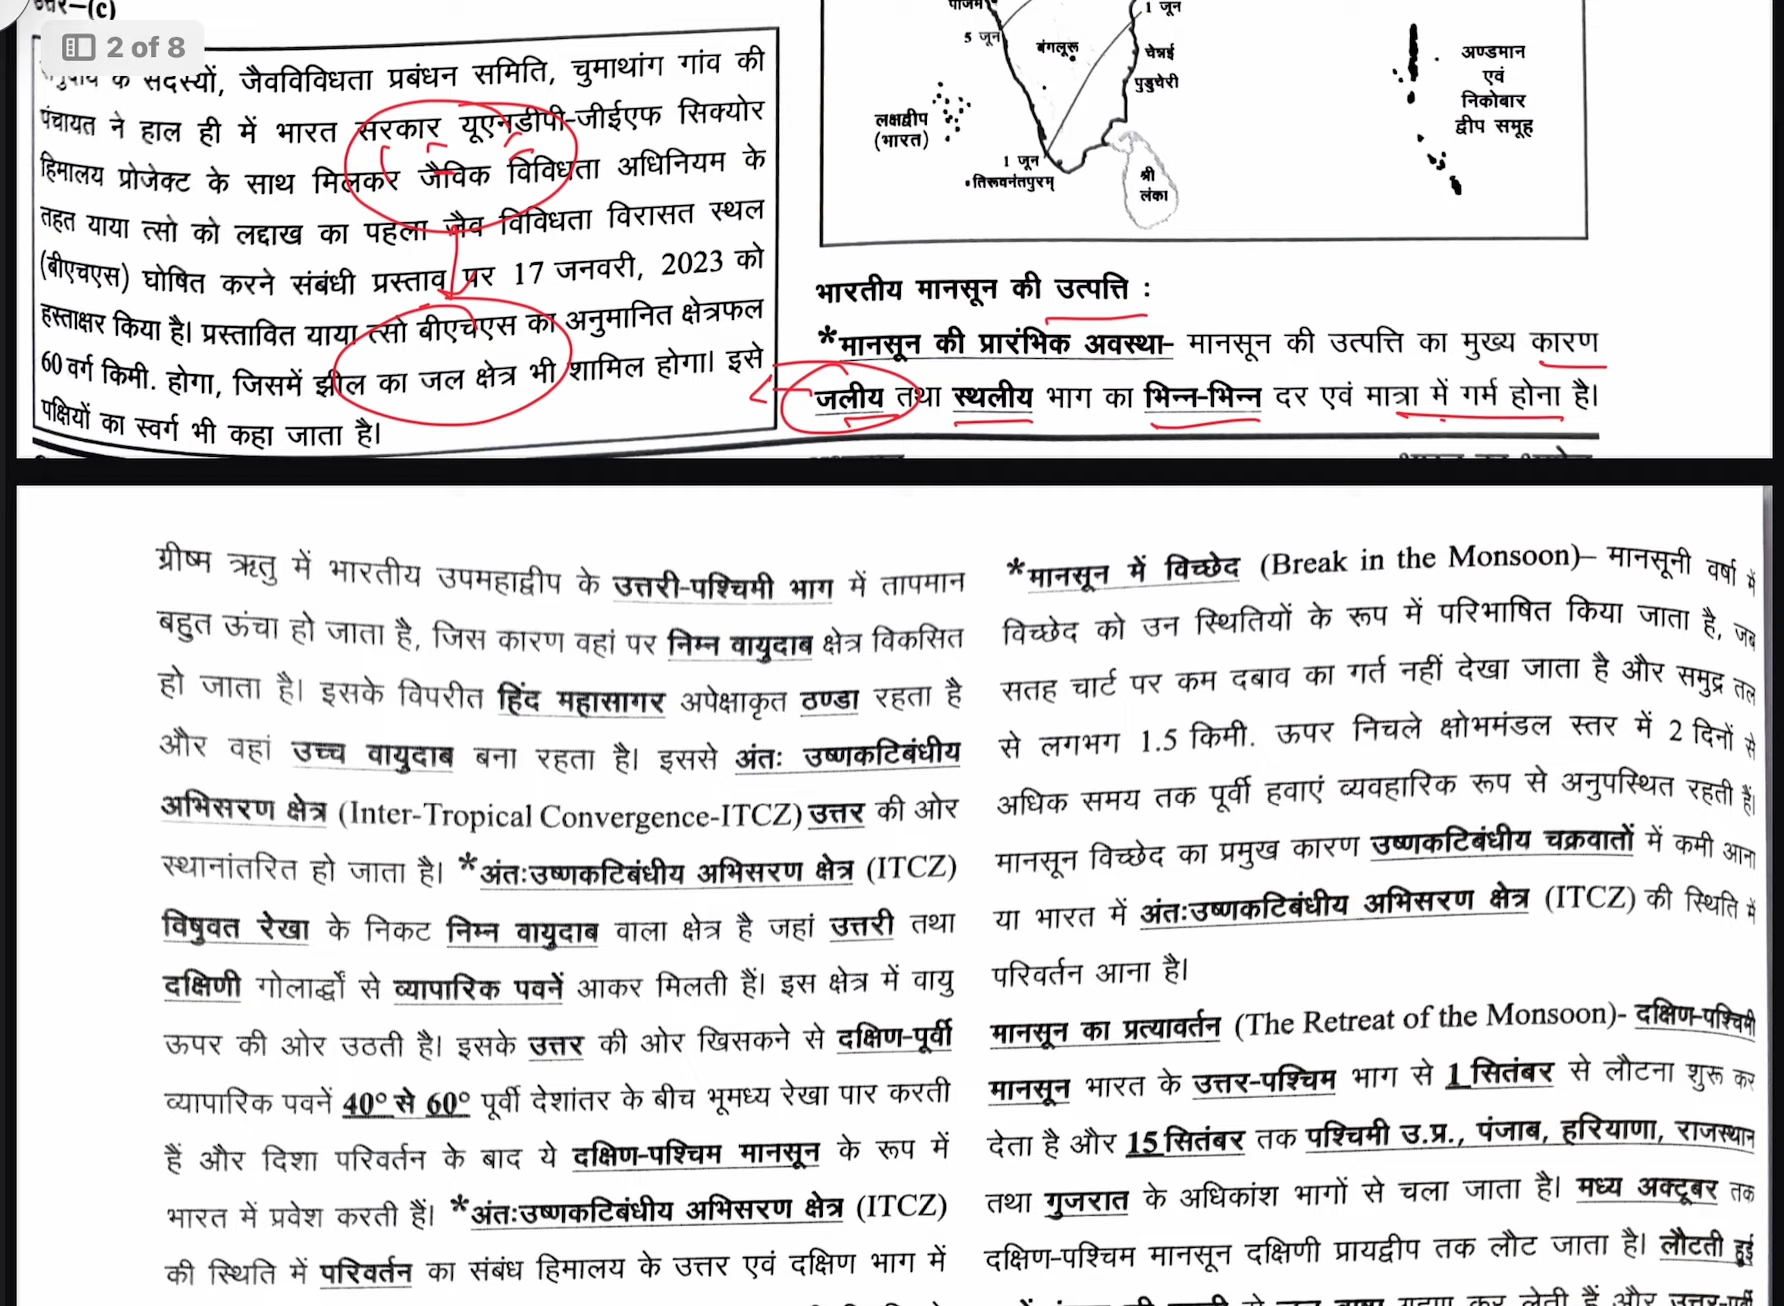 उत्तर–(c)
2 of 8
के सदस्यों, जैवविविधता प्रबंधन समिति, चुमाथांग गांव की
पंचायत ने हाल ही में भारत सरकार यूएनडीपी-जीईएफ सिक्योर
हिमालय प्रोजेक्ट के साथ मिलकर जैविक विविधता अधिनियम के
तहत याया त्सो को लद्दाख का पहला जैव विविधता विरासत स्थल
(बीएचएस) घोषित करने संबंधी प्रस्ताव पर 17 जनवरी, 2023 को
हस्ताक्षर किया है। प्रस्तावित याया त्सो बीएचएस का अनुमानित क्षेत्रफल
60 वर्ग किमी. होगा, जिसमें झील का जल क्षेत्र भी शामिल होगा। इसे
पक्षियों का स्वर्ग भी कहा जाता है।
पंजिम
1 जून
5 जून
बंगलूरू
चेन्नई
पुडुचेरी
लक्षद्वीप
(भारत)
1 जून
तिरूवनंतपुरम्
श्री
लंका
अण्डमान
एवं
निकोबार
द्वीप समूह
भारतीय मानसून की उत्पत्ति :
*मानसून की प्रारंभिक अवस्था- मानसून की उत्पत्ति का मुख्य कारण
जलीय तथा स्थलीय भाग का भिन्न-भिन्न दर एवं मात्रा में गर्म होना है।
ग्रीष्म ऋतु में भारतीय उपमहाद्वीप के उत्तरी-पश्चिमी भाग में तापमान
बहुत ऊंचा हो जाता है, जिस कारण वहां पर निम्न वायुदाब क्षेत्र विकसित
हो जाता है। इसके विपरीत हिंद महासागर अपेक्षाकृत ठण्डा रहता है
और वहां उच्च वायुदाब बना रहता है। इससे अंतः उष्णकटिबंधीय
अभिसरण क्षेत्र (Inter-Tropical Convergence-ITCZ) उत्तर की ओर
स्थानांतरित हो जाता है। *अंतःउष्णकटिबंधीय अभिसरण क्षेत्र (ITCZ)
विषुवत रेखा के निकट निम्न वायुदाब वाला क्षेत्र है जहां उत्तरी तथा
दक्षिणी गोलार्द्धों से व्यापारिक पवनें आकर मिलती हैं। इस क्षेत्र में वायु
ऊपर की ओर उठती है। इसके उत्तर की ओर खिसकने से दक्षिण-पूर्वी
व्यापारिक पवनें 40° से 60° पूर्वी देशांतर के बीच भूमध्य रेखा पार करती
हैं और दिशा परिवर्तन के बाद ये दक्षिण-पश्चिम मानसून के रूप में
भारत में प्रवेश करती हैं। *अंतःउष्णकटिबंधीय अभिसरण क्षेत्र (ITCZ)
की स्थिति में परिवर्तन का संबंध हिमालय के उत्तर एवं दक्षिण भाग में
*मानसून में विच्छेद (Break in the Monsoon)– मानसूनी वर्षा में
विच्छेद को उन स्थितियों के रूप में परिभाषित किया जाता है, जब
सतह चार्ट पर कम दबाव का गर्त नहीं देखा जाता है और समुद्र तल
से लगभग 1.5 किमी. ऊपर निचले क्षोभमंडल स्तर में 2 दिनों से
अधिक समय तक पूर्वी हवाएं व्यवहारिक रूप से अनुपस्थित रहती हैं।
मानसून विच्छेद का प्रमुख कारण उष्णकटिबंधीय चक्रवातों में कमी आना
या भारत में अंतःउष्णकटिबंधीय अभिसरण क्षेत्र (ITCZ) की स्थिति में
परिवर्तन आना है।
मानसून का प्रत्यावर्तन (The Retreat of the Monsoon)- दक्षिण-पश्चिमी
मानसून भारत के उत्तर-पश्चिम भाग से 1 सितंबर से लौटना शुरू कर
देता है और 15 सितंबर तक पश्चिमी उ.प्र., पंजाब, हरियाणा, राजस्थान
तथा गुजरात के अधिकांश भागों से चला जाता है। मध्य अक्टूबर तक
दक्षिण-पश्चिम मानसून दक्षिणी प्रायद्वीप तक लौट जाता है। लौटती हुई